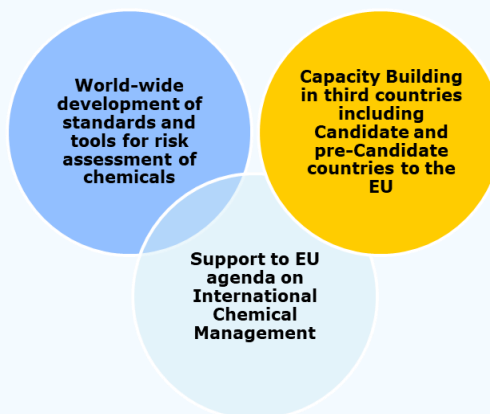 World-wide
development of
standards and
tools for risk
assessment of
chemicals
Capacity Building
in third countries
including
Candidate and
pre-Candidate
countries to the
EU
Support to EU
agenda on
International
Chemical
Management